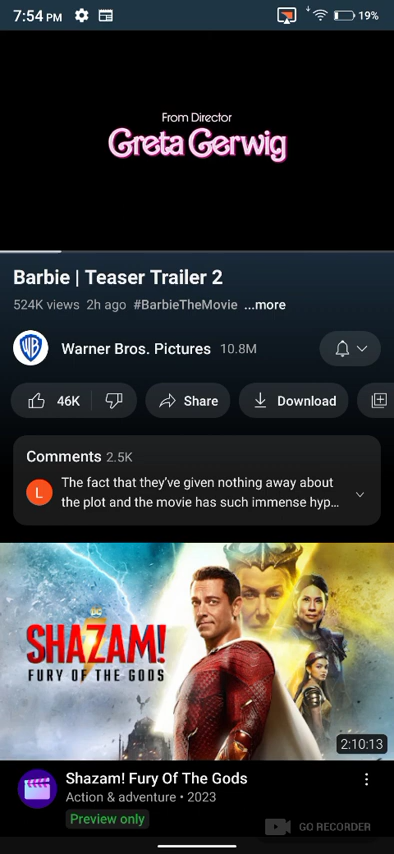 7:54 PM
19%
From Director
Greta Gerwig
Barbie | Teaser Trailer 2
524K views 2h ago #BarbieTheMovie ...more
Warner Bros. Pictures 10.8M
46K
Share
Download
Comments 2.5K
L
The fact that they've given nothing away about
the plot and the movie has such immense hyp...
DC
SHAZAM!
FURY OF THE GODS
2:10:13
Shazam! Fury Of The Gods
Action & adventure • 2023
Preview only
GO RECORDER